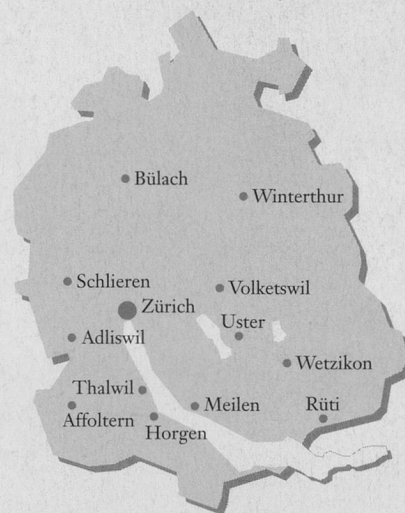 Bülach
Winterthur
Schlieren
Volketswil
Zürich
Uster
Adliswil
Wetzikon
Thalwil
Meilen
Rüti
Affoltern
Horgen